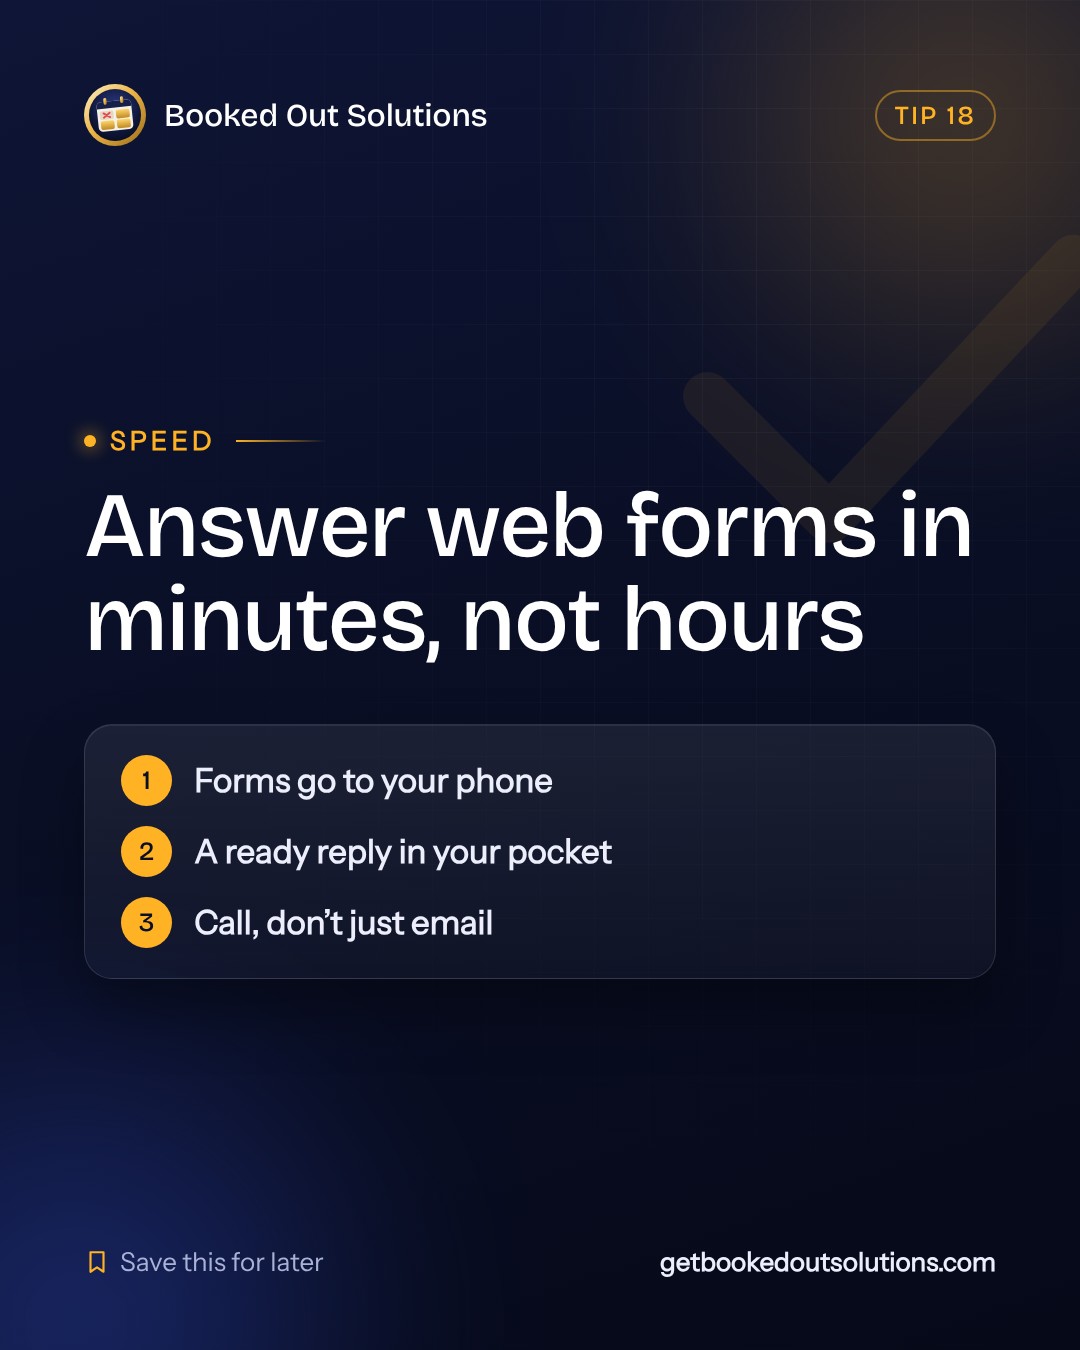 Booked Out Solutions
TIP 18
SPEED
Answer web forms in
minutes, not hours
1 Forms go to your phone
2 A ready reply in your pocket
3 Call, don’t just email
Save this for later
getbookedoutsolutions.com